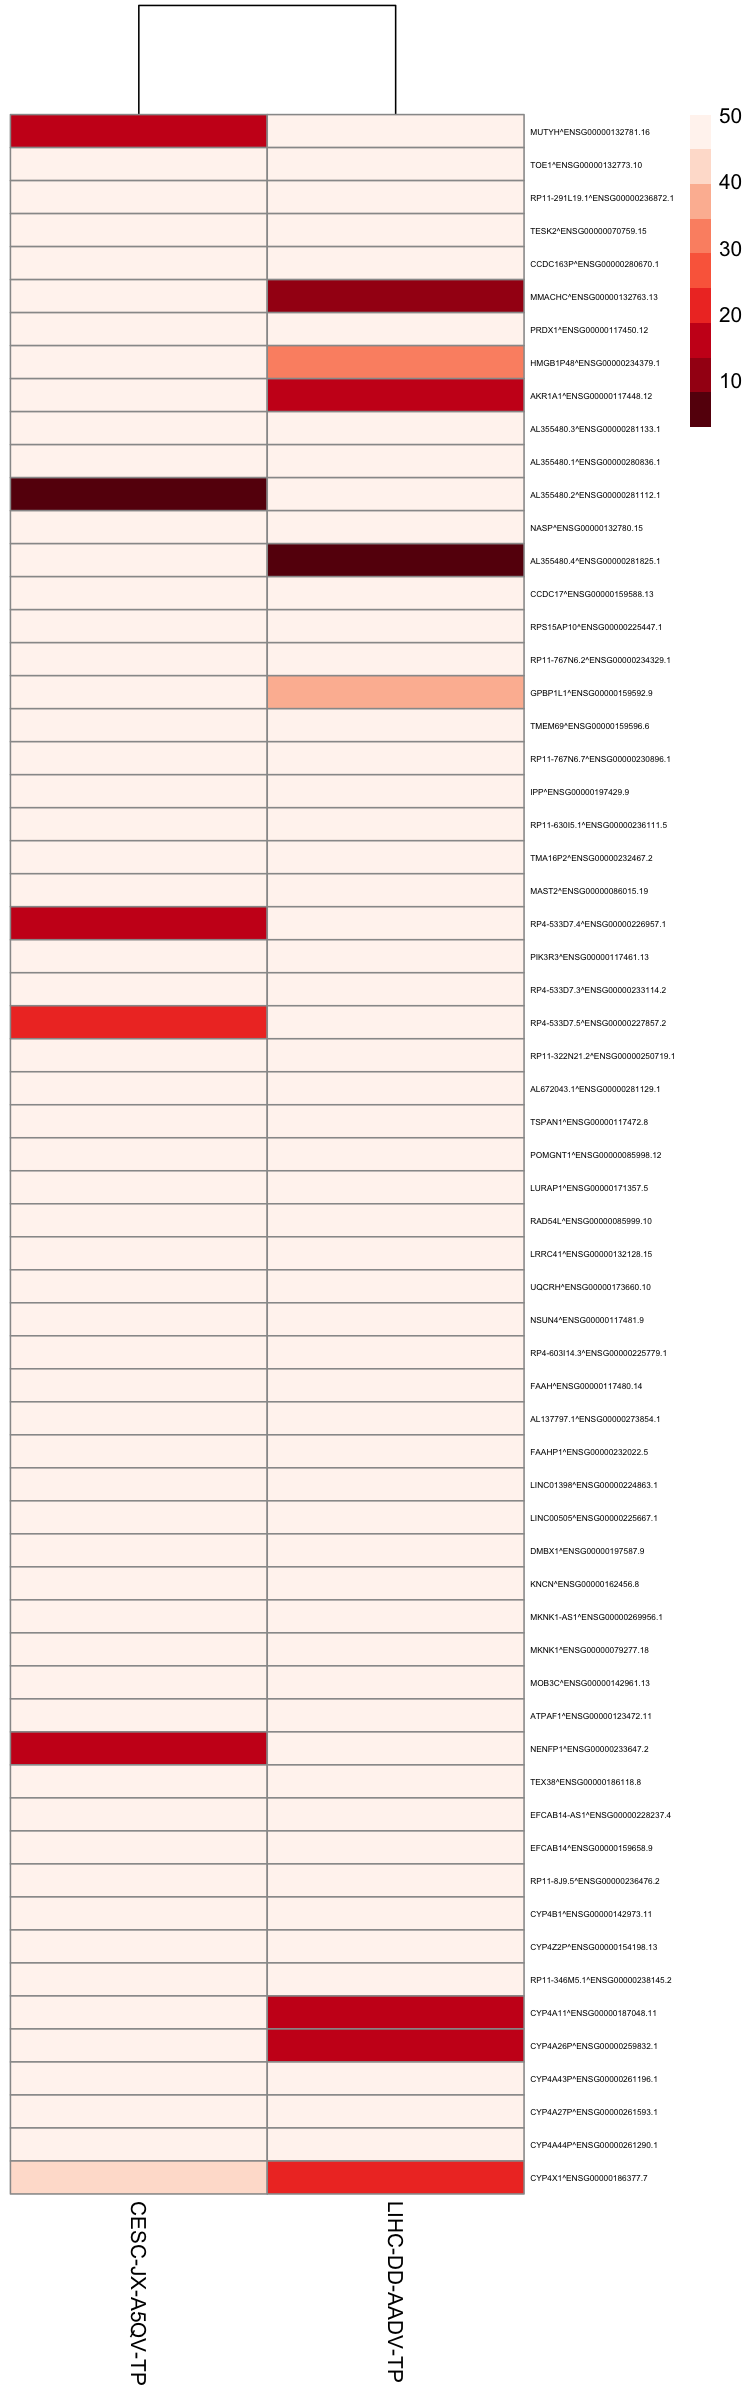 50
40
30
20
10
MUTYH^ENSG00000132781.16
TOE1^ENSG00000132773.10
RP11-291L19.1^ENSG00000236872.1
TESK2^ENSG00000070759.15
CCDC163P^ENSG00000280670.1
MMACHC^ENSG00000132763.13
PRDX1^ENSG00000117450.12
HMGB1P48^ENSG00000234379.1
AKR1A1^ENSG00000117448.12
AL355480.3^ENSG00000281133.1
AL355480.1^ENSG00000280836.1
AL355480.2^ENSG00000281112.1
NASP^ENSG00000132780.15
AL355480.4^ENSG00000281825.1
CCDC17^ENSG00000159588.13
RPS15AP10^ENSG00000225447.1
RP11-767N6.2^ENSG00000234329.1
GPBP1L1^ENSG00000159592.9
TMEM69^ENSG00000159596.6
RP11-767N6.7^ENSG00000230896.1
IPP^ENSG00000197429.9
RP11-630I5.1^ENSG00000236111.5
TMA16P2^ENSG00000232467.2
MAST2^ENSG00000086015.19
RP4-533D7.4^ENSG00000226957.1
PIK3R3^ENSG00000117461.13
RP4-533D7.3^ENSG00000233114.2
RP4-533D7.5^ENSG00000227857.2
RP11-322N21.2^ENSG00000250719.1
AL672043.1^ENSG00000281129.1
TSPAN1^ENSG00000117472.8
POMGNT1^ENSG00000085998.12
LURAP1^ENSG00000171357.5
RAD54L^ENSG00000085999.10
LRRC41^ENSG00000132128.15
UQCRH^ENSG00000173660.10
NSUN4^ENSG00000117481.9
RP4-603I14.3^ENSG00000225779.1
FAAH^ENSG00000117480.14
AL137797.1^ENSG00000273854.1
FAAHP1^ENSG00000232022.5
LINC01398^ENSG00000224863.1
LINC00505^ENSG00000225667.1
DMBX1^ENSG00000197587.9
KNCN^ENSG00000162456.8
MKNK1-AS1^ENSG00000269956.1
MKNK1^ENSG00000079277.18
MOB3C^ENSG00000142961.13
ATPAF1^ENSG00000123472.11
NENFP1^ENSG00000233647.2
TEX38^ENSG00000186118.8
EFCAB14-AS1^ENSG00000228237.4
EFCAB14^ENSG00000159658.9
RP11-8J9.5^ENSG00000236476.2
CYP4B1^ENSG00000142973.11
CYP4Z2P^ENSG00000154198.13
RP11-346M5.1^ENSG00000238145.2
CYP4A11^ENSG00000187048.11
CYP4A26P^ENSG00000259832.1
CYP4A43P^ENSG00000261196.1
CYP4A27P^ENSG00000261593.1
CYP4A44P^ENSG00000261290.1
CYP4X1^ENSG00000186377.7
CESC-JX-A5QV-TP
LIHC-DD-AADV-TP